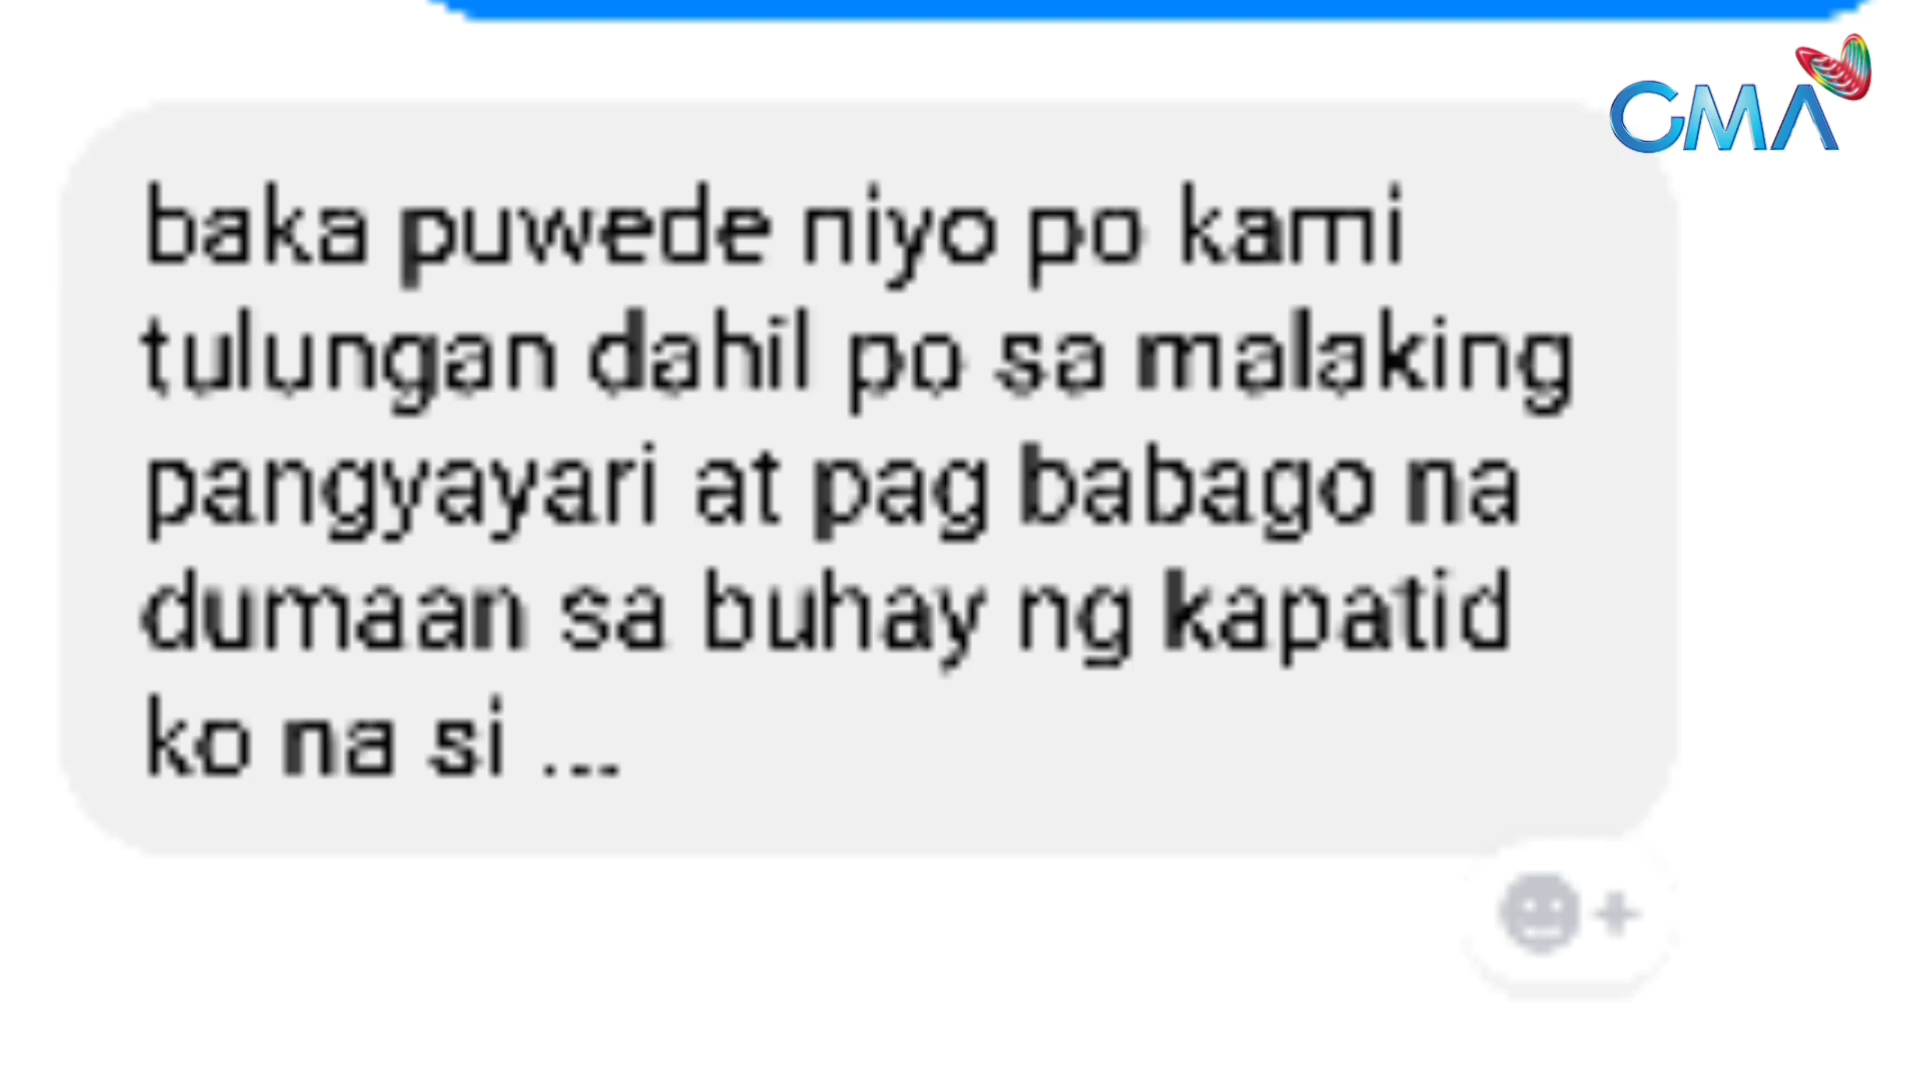 GMA
baka puwede niyo po kami
tulungan dahil po sa malaking
pangyayari at pag babago na
dumaan sa buhay ng kapatid
ko na si ...